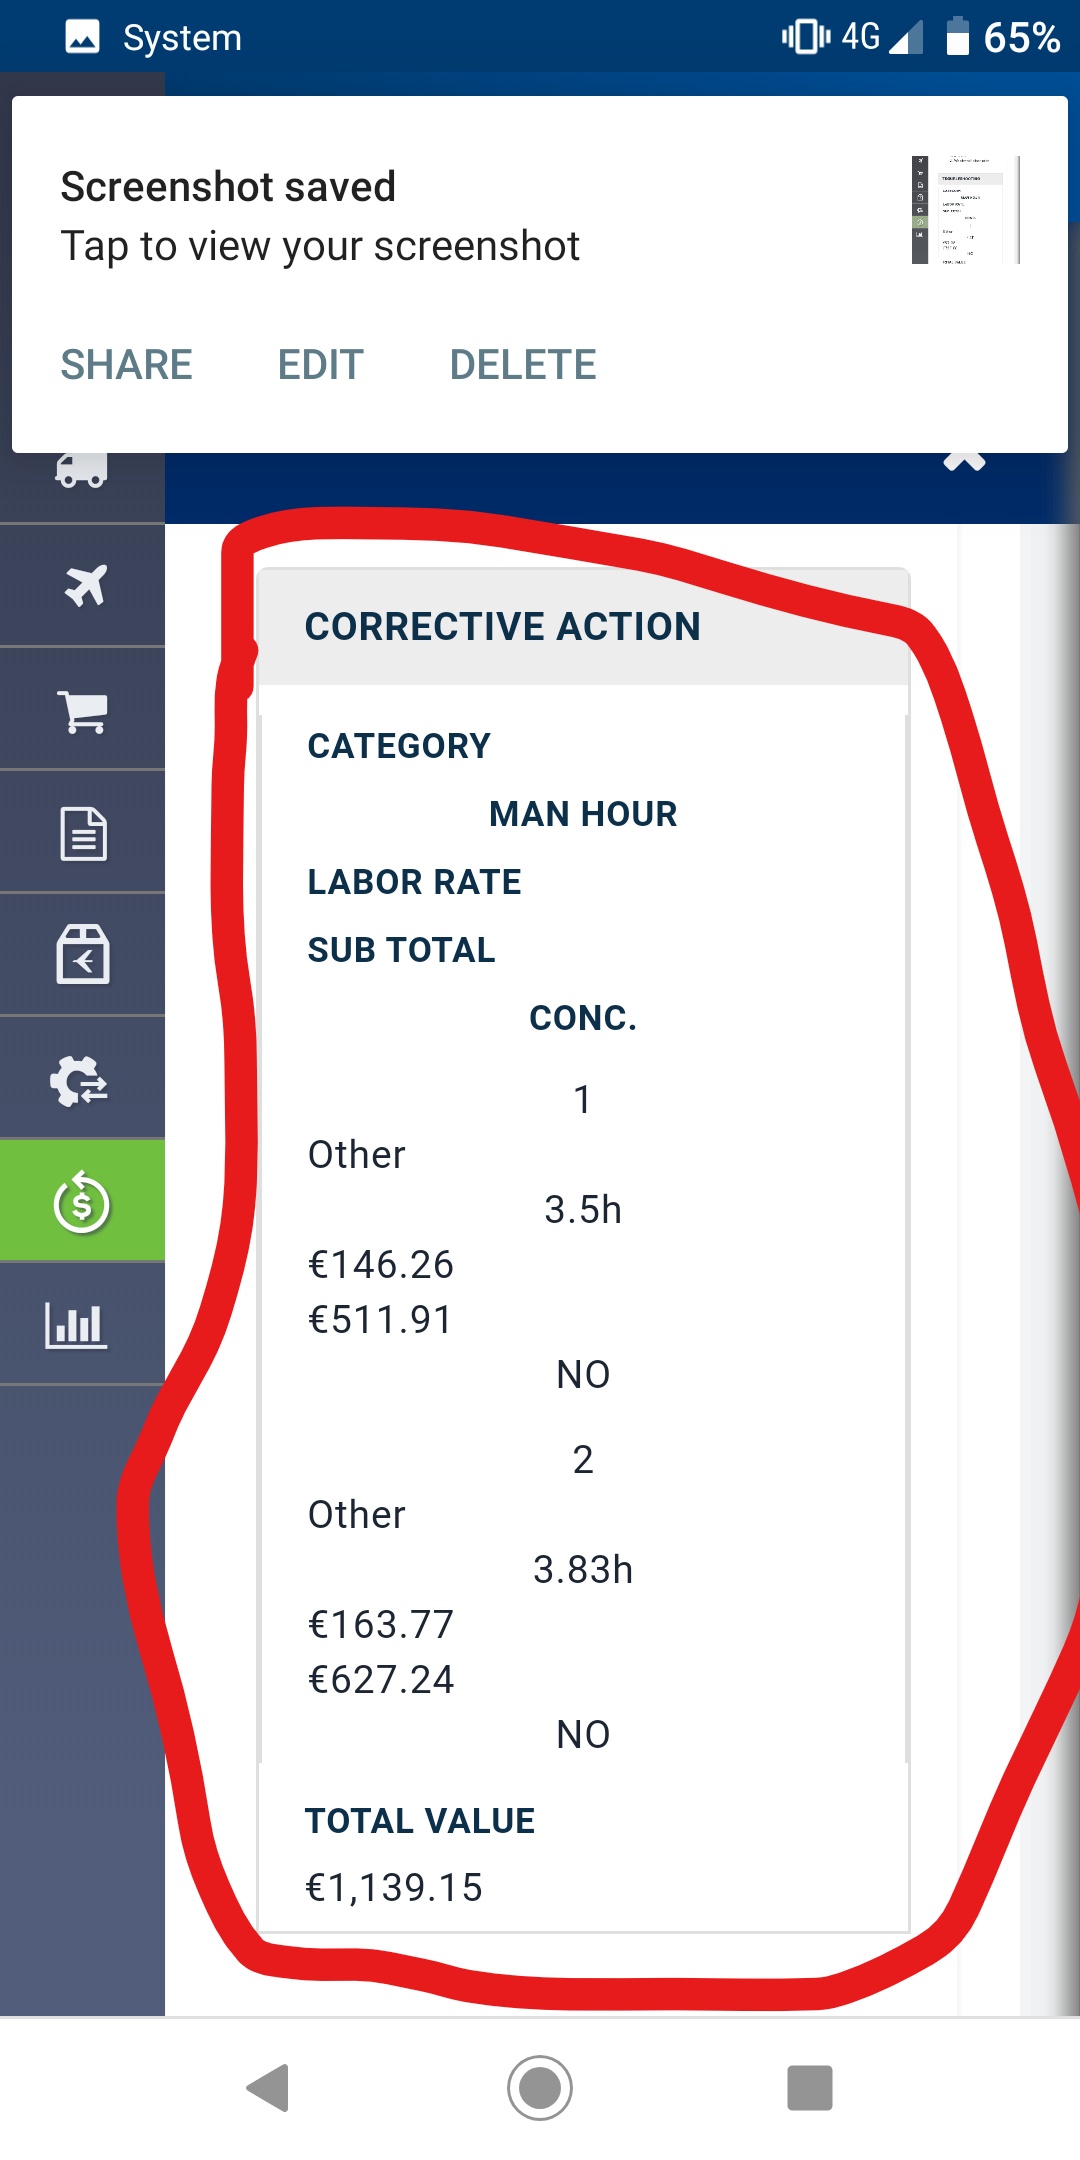 System
4G
65%
Screenshot saved
Tap to view your screenshot
SHARE EDIT DELETE
CORRECTIVE ACTION
CATEGORY
MAN HOUR
LABOR RATE
SUB TOTAL
CONC.
1
Other
3.5h
€146.26
€511.91
NO
2
Other
3.83h
€163.77
€627.24
NO
TOTAL VALUE
€1,139.15